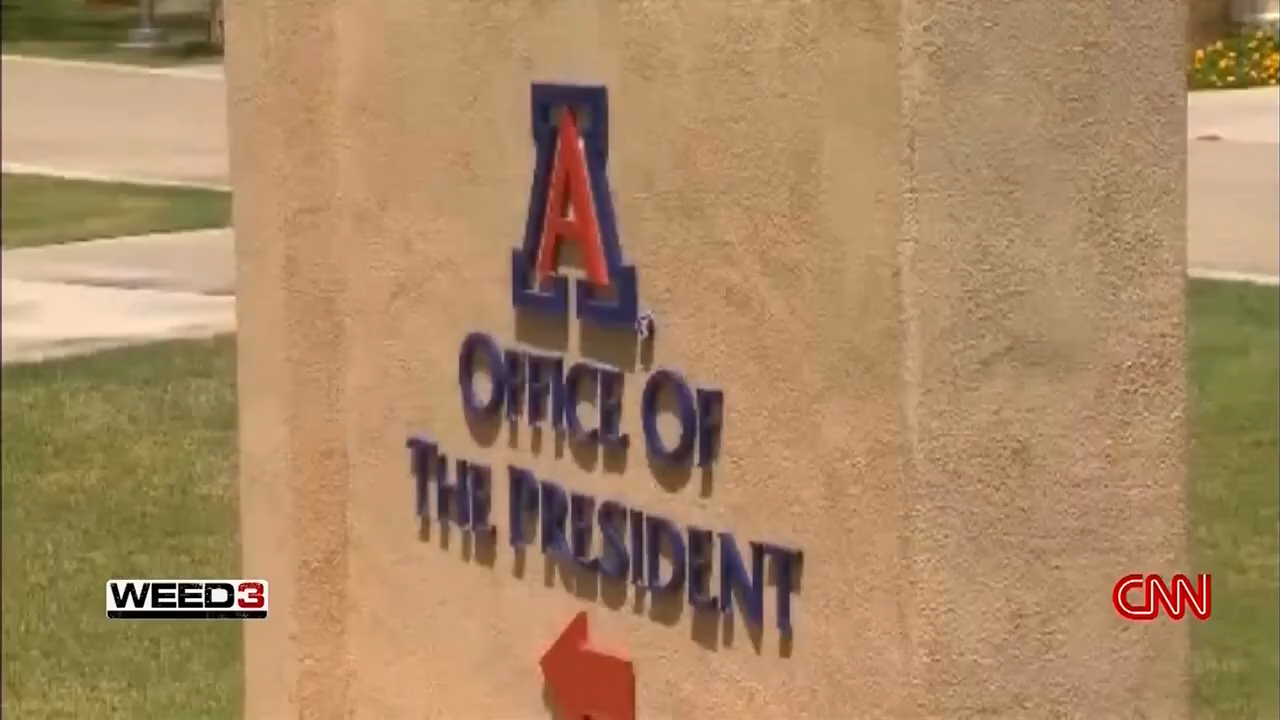 A
OFFICE OF
THE PRESIDENT
WEED3
CNN